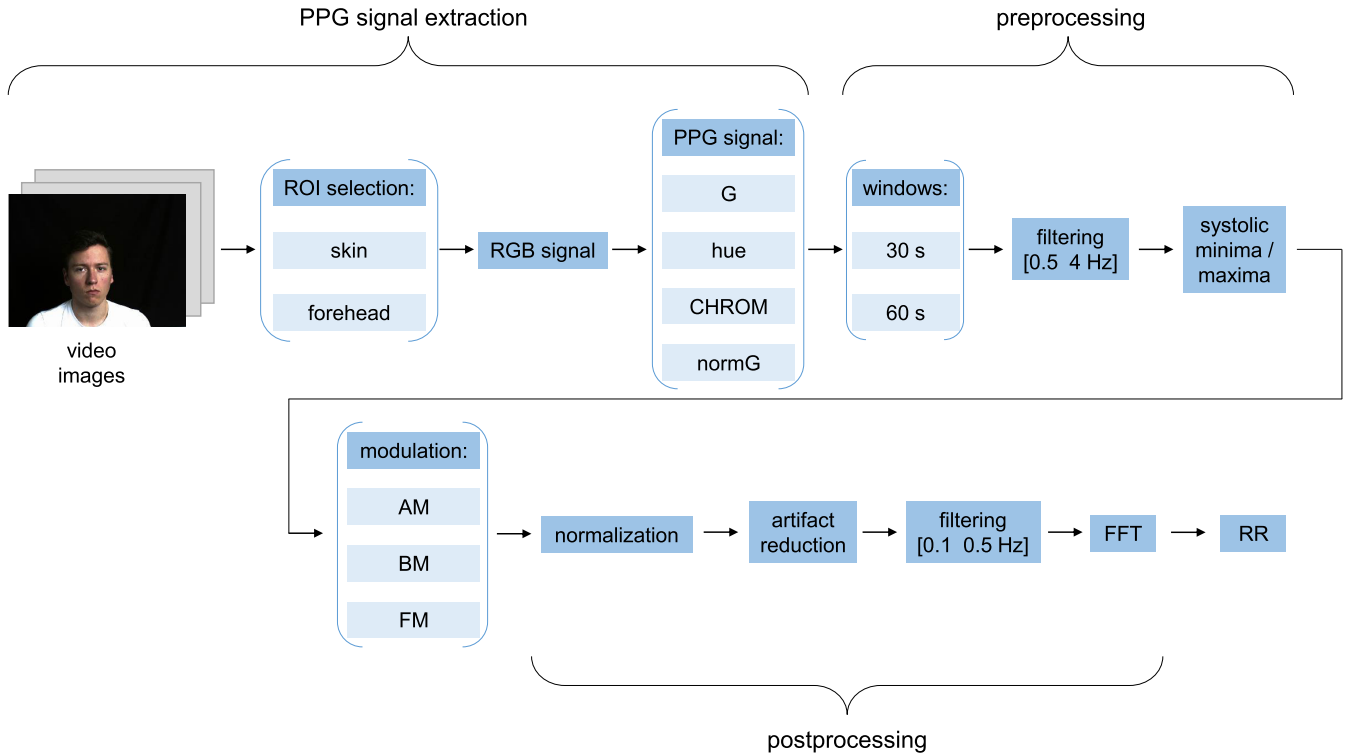 PPG signal extraction
preprocessing
video
images
ROI selection:
skin
forehead
RGB signal
PPG signal:
G
hue
CHROM
normG
windows:
30 s
60 s
filtering
[0.5 4 Hz]
systolic
minima /
maxima
modulation:
AM
BM
FM
normalization
artifact
reduction
filtering
[0.1 0.5 Hz]
FFT
RR
postprocessing